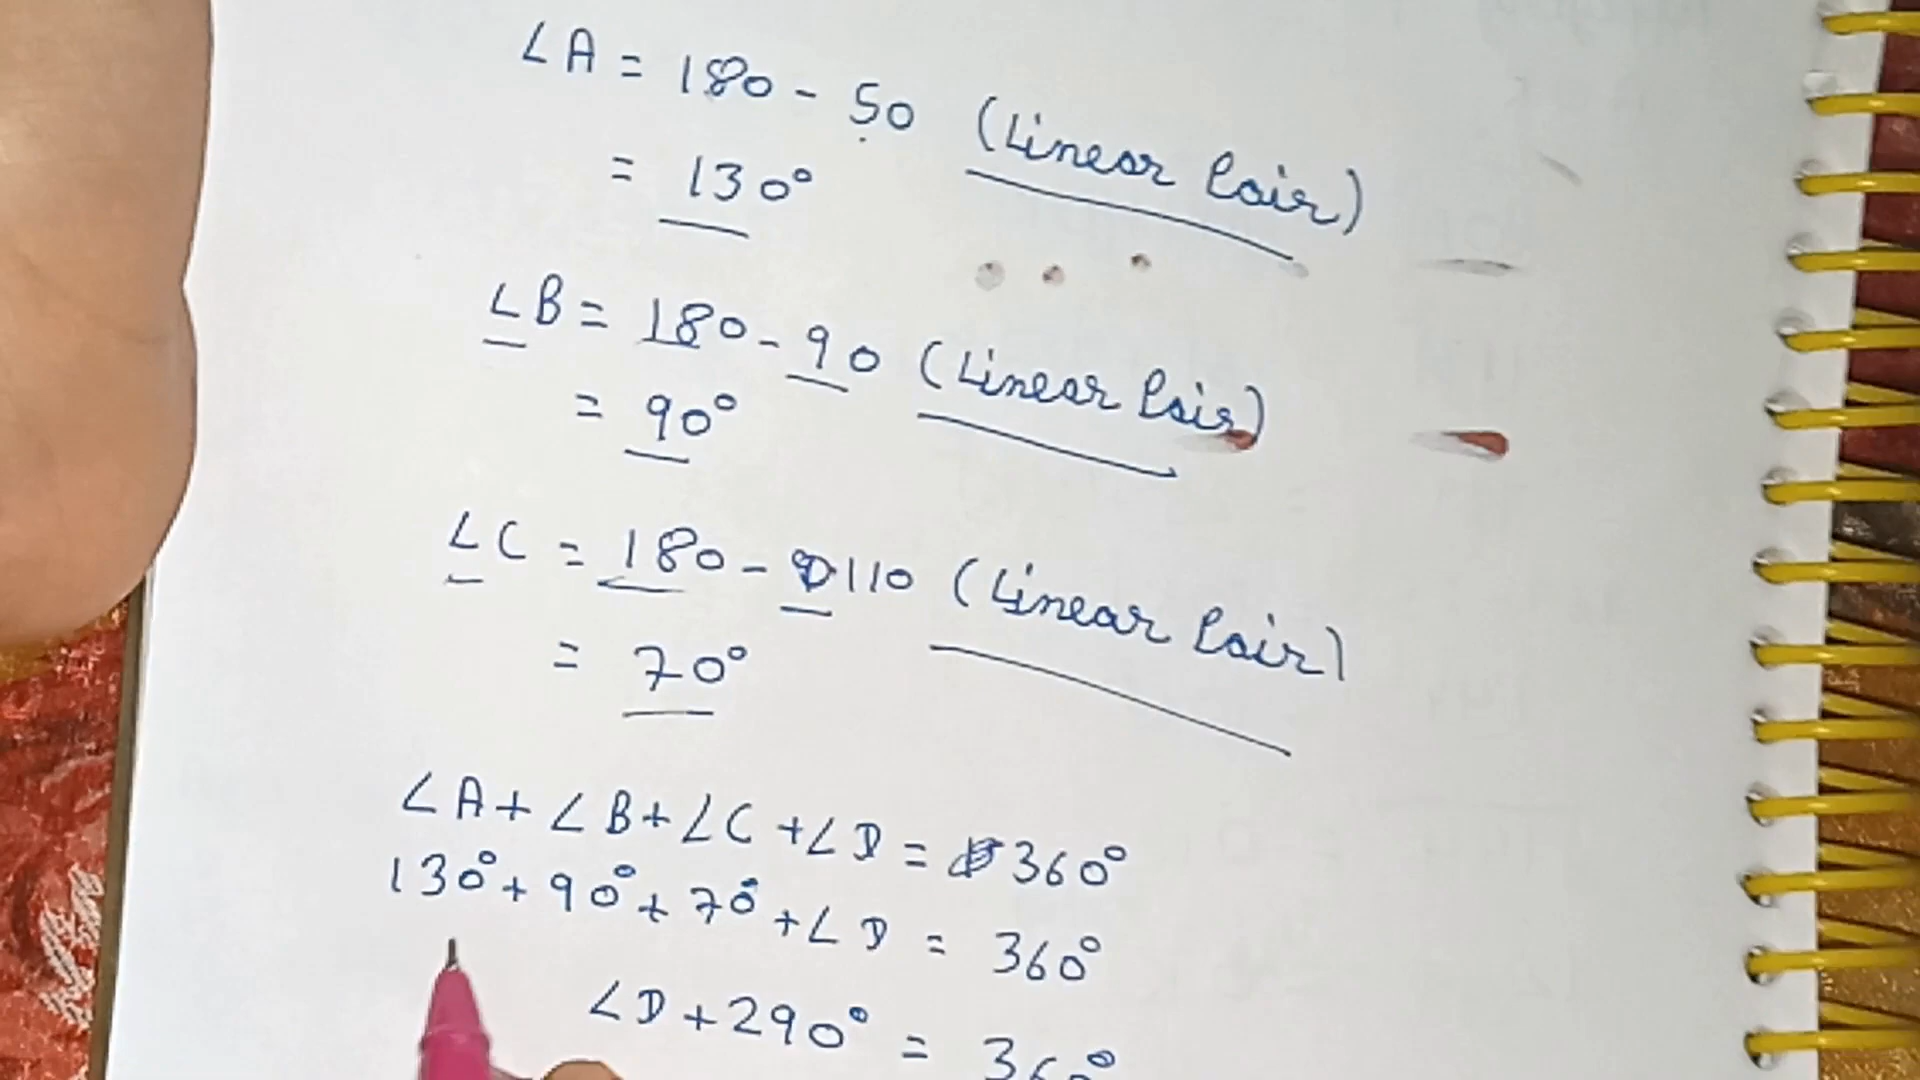 ∠A = 180 - 50 (Linear Pair)
= 130°
∠B = 180 - 90 (Linear Pair)
= 90°
∠C = 180 - 110 (Linear Pair)
= 70°
∠A + ∠B + ∠C + ∠D = 360°
130° + 90° + 70° + ∠D = 360°
∠D + 290° = 360°